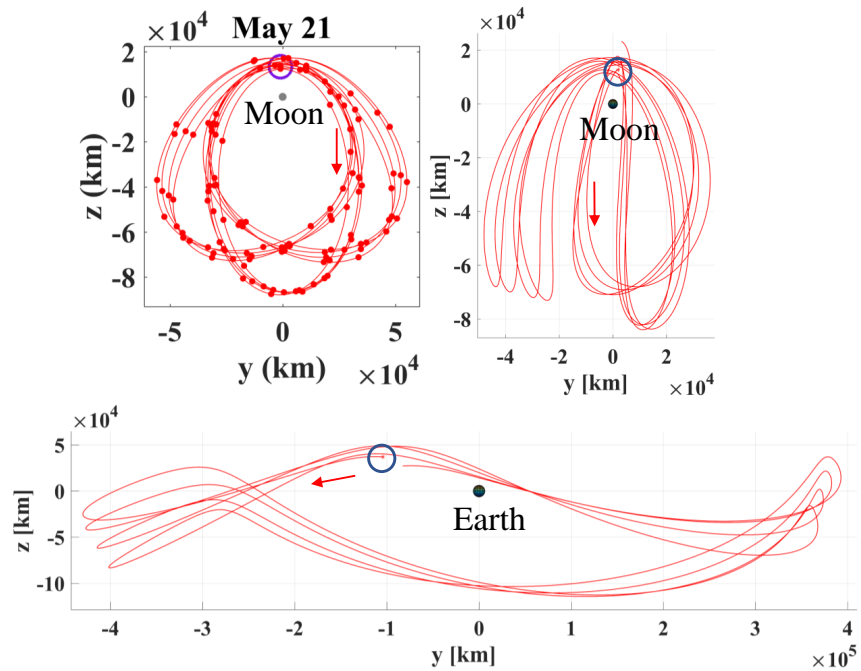 ×10⁴ May 21
2
0
-2
-4
-6
-8
z (km)
Moon
-5 0 5
y (km) ×10⁴
×10⁴
2
0
-2
-4
-6
-8
z [km]
Moon
-4 -2 0 2
y [km] ×10⁴
×10⁴
5
0
-5
-10
z [km]
Earth
-4 -3 -2 -1 0 1 2 3 4
y [km] ×10⁵